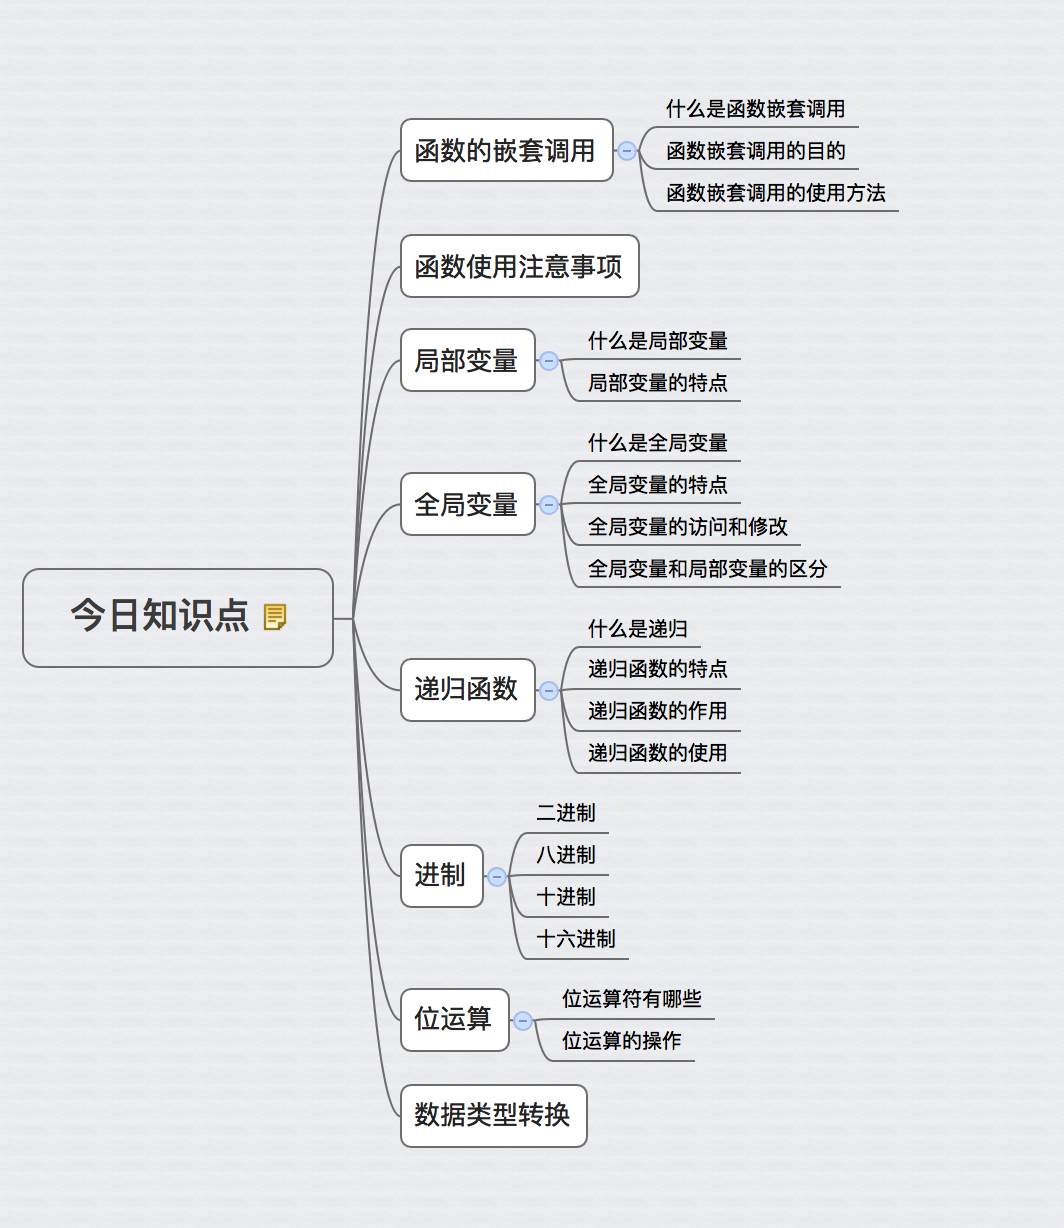 今日知识点
函数的嵌套调用
什么是函数嵌套调用
函数嵌套调用的目的
函数嵌套调用的使用方法
函数使用注意事项
局部变量
什么是局部变量
局部变量的特点
全局变量
什么是全局变量
全局变量的特点
全局变量的访问和修改
全局变量和局部变量的区分
递归函数
什么是递归
递归函数的特点
递归函数的作用
递归函数的使用
进制
二进制
八进制
十进制
十六进制
位运算
位运算符有哪些
位运算的操作
数据类型转换